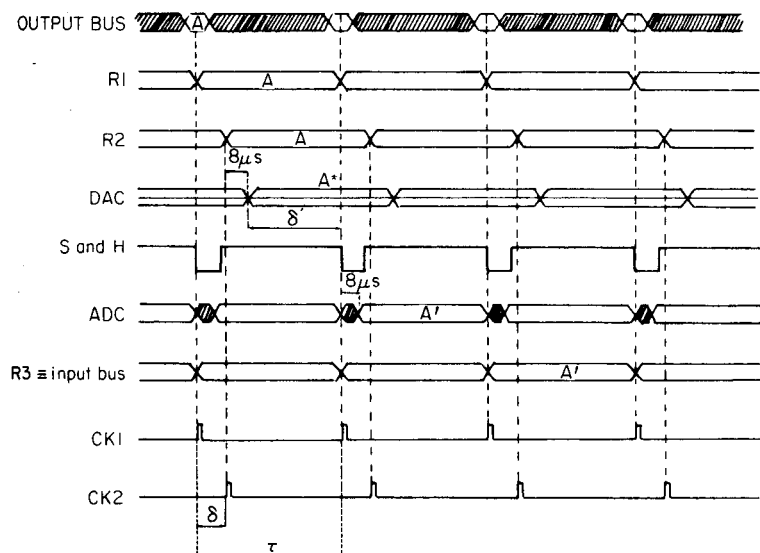 OUTPUT BUS A
R1 A
R2 A
8μs
A*
DAC
δ'
S and H
8μs
ADC A'
R3 ≡ input bus A'
CK1
CK2
δ
τ